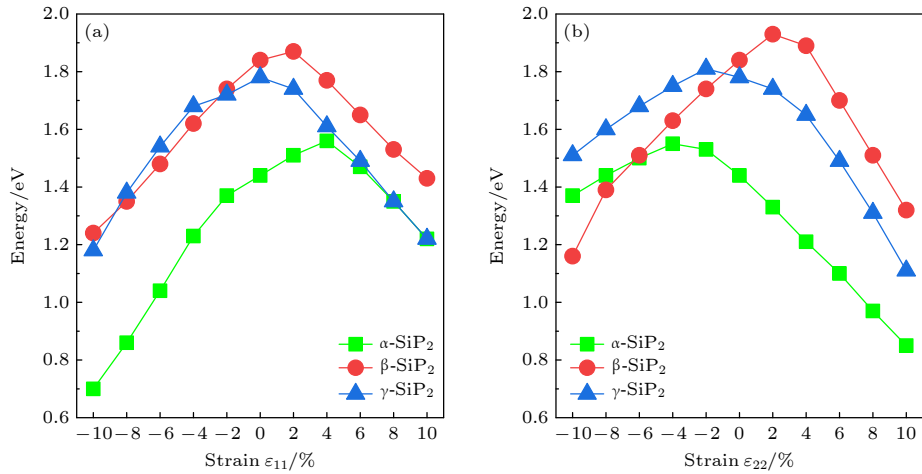 (a)
2.0
1.8
1.6
1.4
1.2
1.0
0.8
0.6
Energy/eV
α-SiP₂
β-SiP₂
γ-SiP₂
−10 −8 −6 −4 −2 0 2 4 6 8 10
Strain ε₁₁/%
(b)
2.0
1.8
1.6
1.4
1.2
1.0
0.8
0.6
Energy/eV
α-SiP₂
β-SiP₂
γ-SiP₂
−10 −8 −6 −4 −2 0 2 4 6 8 10
Strain ε₂₂/%